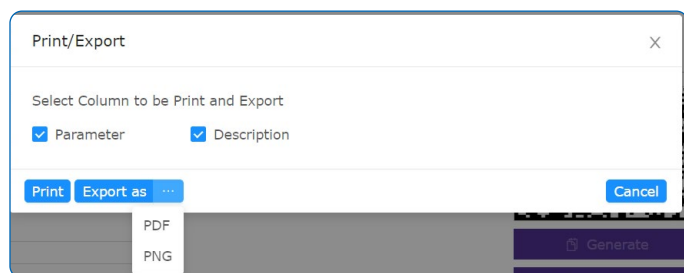 Print/Export
X
Select Column to be Print and Export
Parameter Description
Print Export as ... Cancel
PDF
Generate
PNG